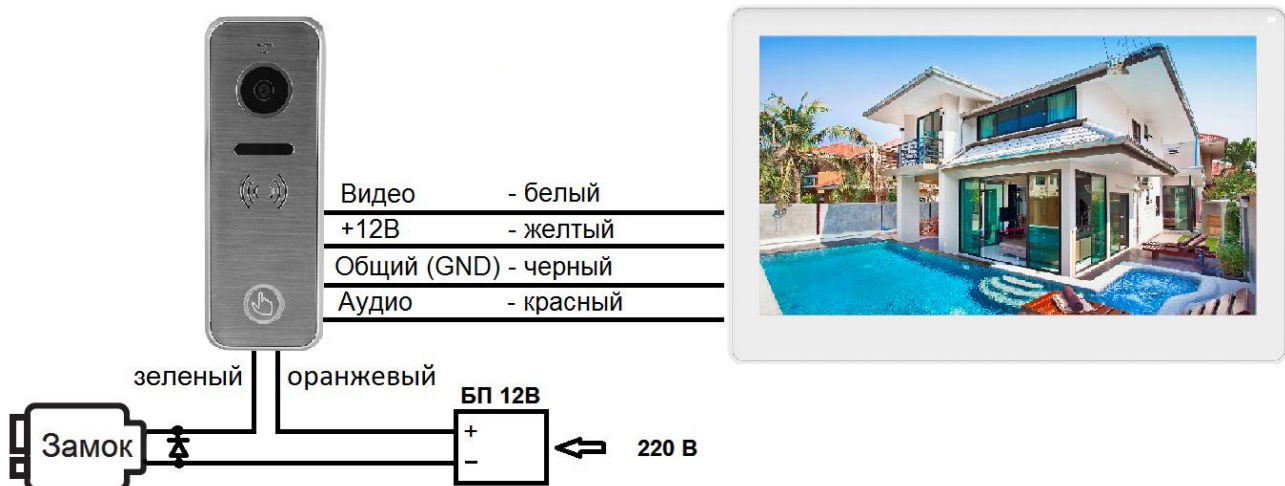 Видео - белый
+12В - желтый
Общий (GND) - черный
Аудио - красный
зеленый оранжевый
БП 12В
Замок + 220 В
−